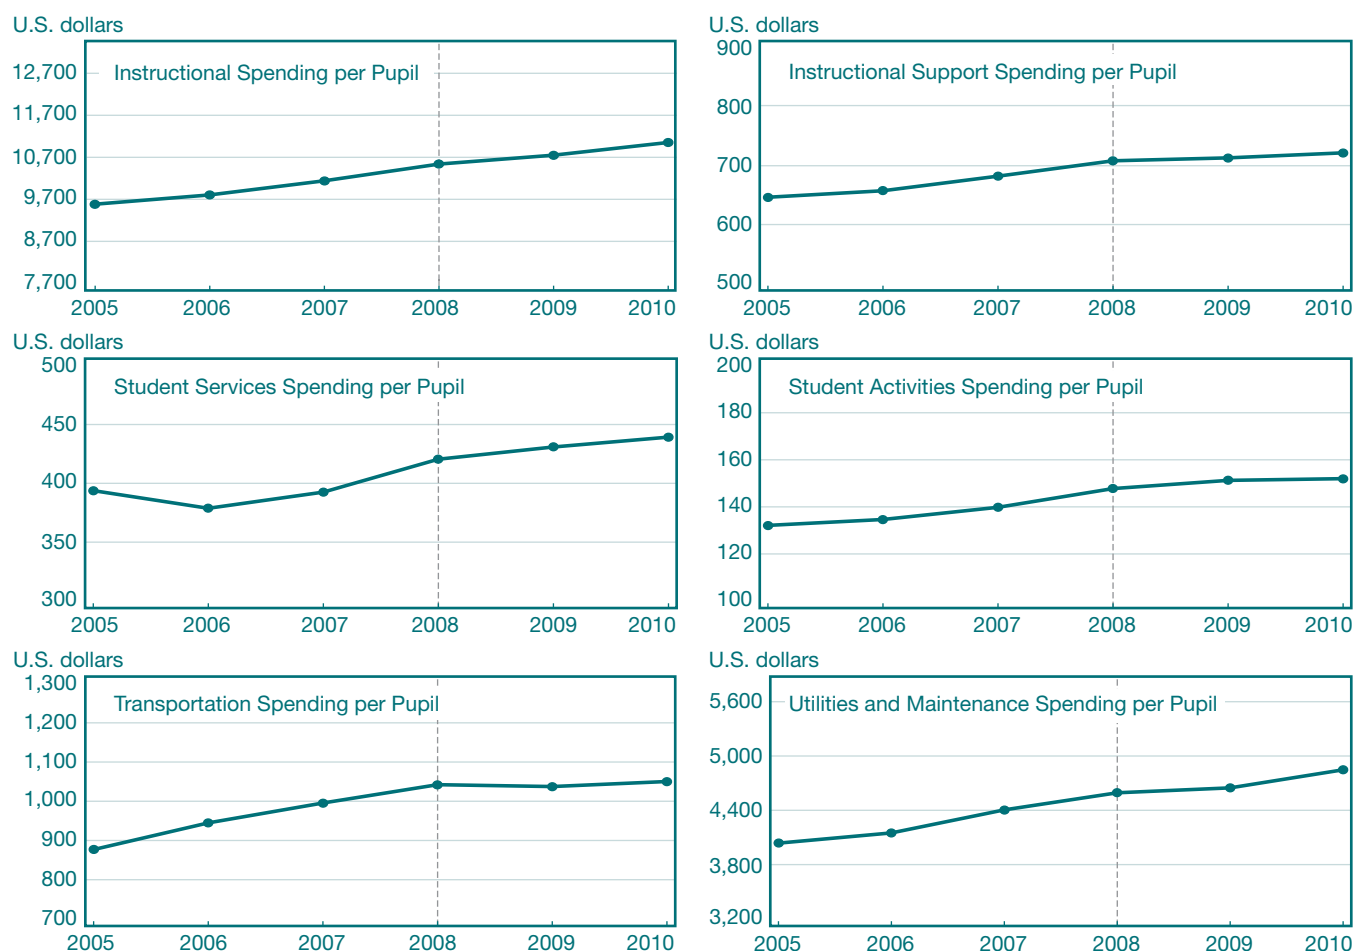 U.S. dollars
12,700
11,700
10,700
9,700
8,700
7,700
Instructional Spending per Pupil
2005 2006 2007 2008 2009 2010
U.S. dollars
900
800
700
600
500
Instructional Support Spending per Pupil
2005 2006 2007 2008 2009 2010
U.S. dollars
500
450
400
350
300
Student Services Spending per Pupil
2005 2006 2007 2008 2009 2010
U.S. dollars
200
180
160
140
120
100
Student Activities Spending per Pupil
2005 2006 2007 2008 2009 2010
U.S. dollars
1,300
1,200
1,100
1,000
900
800
700
Transportation Spending per Pupil
2005 2006 2007 2008 2009 2010
U.S. dollars
5,600
5,000
4,400
3,800
3,200
Utilities and Maintenance Spending per Pupil
2005 2006 2007 2008 2009 2010